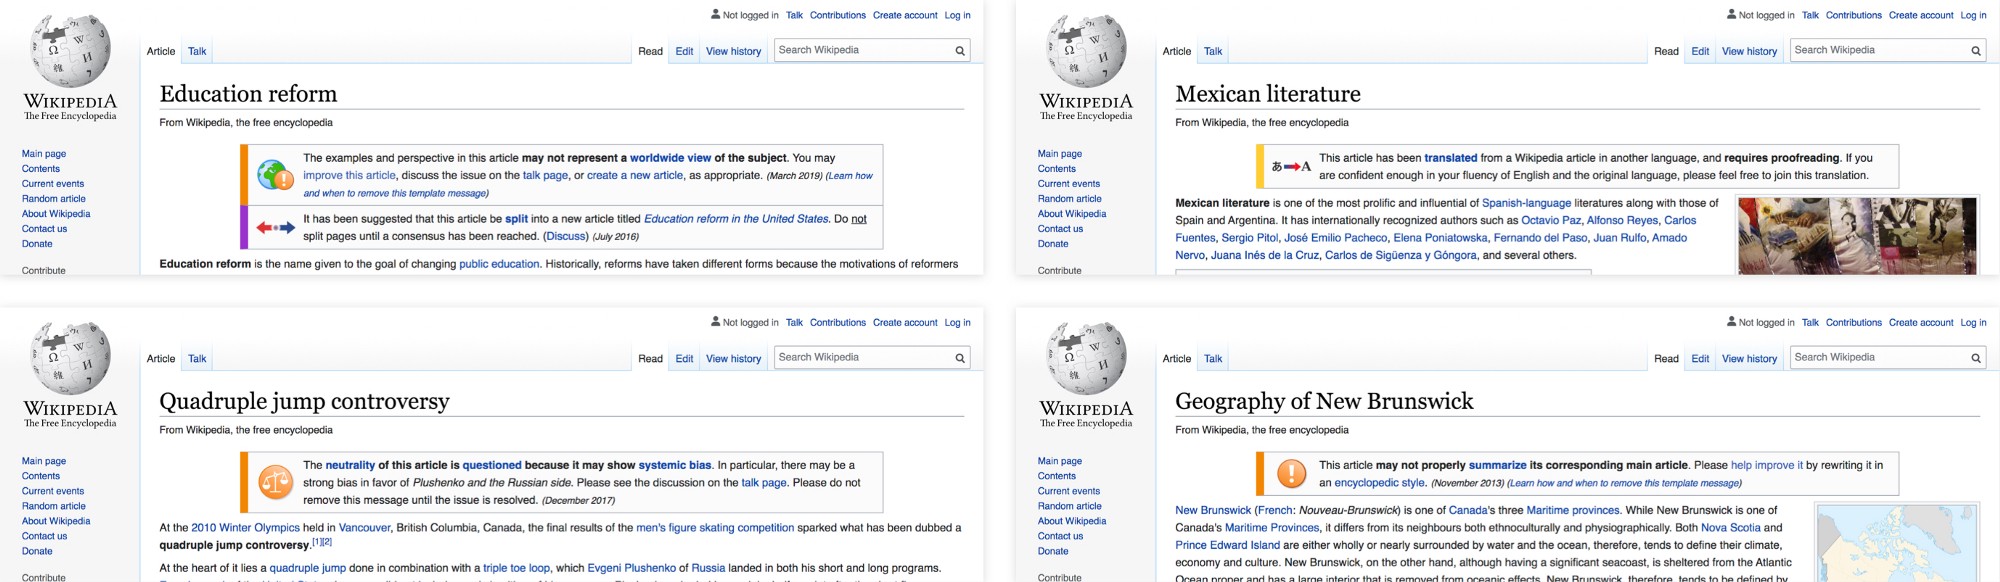 Not logged in Talk Contributions Create account Log in
Article Talk Read Edit View history Search Wikipedia
WIKIPEDIA
The Free Encyclopedia
Main page
Contents
Current events
Random article
About Wikipedia
Contact us
Donate
Contribute
Education reform
From Wikipedia, the free encyclopedia
The examples and perspective in this article may not represent a worldwide view of the subject. You may
improve this article, discuss the issue on the talk page, or create a new article, as appropriate. (March 2019) (Learn how
and when to remove this template message)
It has been suggested that this article be split into a new article titled Education reform in the United States. Do not
split pages until a consensus has been reached. (Discuss) (July 2016)
Education reform is the name given to the goal of changing public education. Historically, reforms have taken different forms because the motivations of reformers
Not logged in Talk Contributions Create account Log in
Article Talk Read Edit View history Search Wikipedia
WIKIPEDIA
The Free Encyclopedia
Main page
Contents
Current events
Random article
About Wikipedia
Contact us
Donate
Contribute
Mexican literature
From Wikipedia, the free encyclopedia
あ A
This article has been translated from a Wikipedia article in another language, and requires proofreading. If you
are confident enough in your fluency of English and the original language, please feel free to join this translation.
Mexican literature is one of the most prolific and influential of Spanish-language literatures along with those of
Spain and Argentina. It has internationally recognized authors such as Octavio Paz, Alfonso Reyes, Carlos
Fuentes, Sergio Pitol, José Emilio Pacheco, Elena Poniatowska, Fernando del Paso, Juan Rulfo, Amado
Nervo, Juana Inés de la Cruz, Carlos de Sigüenza y Góngora, and several others.
Not logged in Talk Contributions Create account Log in
Article Talk Read Edit View history Search Wikipedia
WIKIPEDIA
The Free Encyclopedia
Main page
Contents
Current events
Random article
About Wikipedia
Contact us
Donate
Contribute
Quadruple jump controversy
From Wikipedia, the free encyclopedia
The neutrality of this article is questioned because it may show systemic bias. In particular, there may be a
strong bias in favor of Plushenko and the Russian side. Please see the discussion on the talk page. Please do not
remove this message until the issue is resolved. (December 2017)
At the 2010 Winter Olympics held in Vancouver, British Columbia, Canada, the final results of the men's figure skating competition sparked what has been dubbed a
quadruple jump controversy.[1][2]
At the heart of it lies a quadruple jump done in combination with a triple toe loop, which Evgeni Plushenko of Russia landed in both his short and long programs.
Not logged in Talk Contributions Create account Log in
Article Talk Read Edit View history Search Wikipedia
WIKIPEDIA
The Free Encyclopedia
Main page
Contents
Current events
Random article
About Wikipedia
Contact us
Donate
Contribute
Geography of New Brunswick
From Wikipedia, the free encyclopedia
This article may not properly summarize its corresponding main article. Please help improve it by rewriting it in
an encyclopedic style. (November 2013) (Learn how and when to remove this template message)
New Brunswick (French: Nouveau-Brunswick) is one of Canada's three Maritime provinces. While New Brunswick is one of
Canada's Maritime Provinces, it differs from its neighbours both ethnoculturally and physiographically. Both Nova Scotia and
Prince Edward Island are either wholly or nearly surrounded by water and the ocean, therefore, tends to define their climate,
economy and culture. New Brunswick, on the other hand, although having a significant seacoast, is sheltered from the Atlantic
Ocean proper and has a large interior that is removed from oceanic effects. New Brunswick, therefore, tends to be defined by